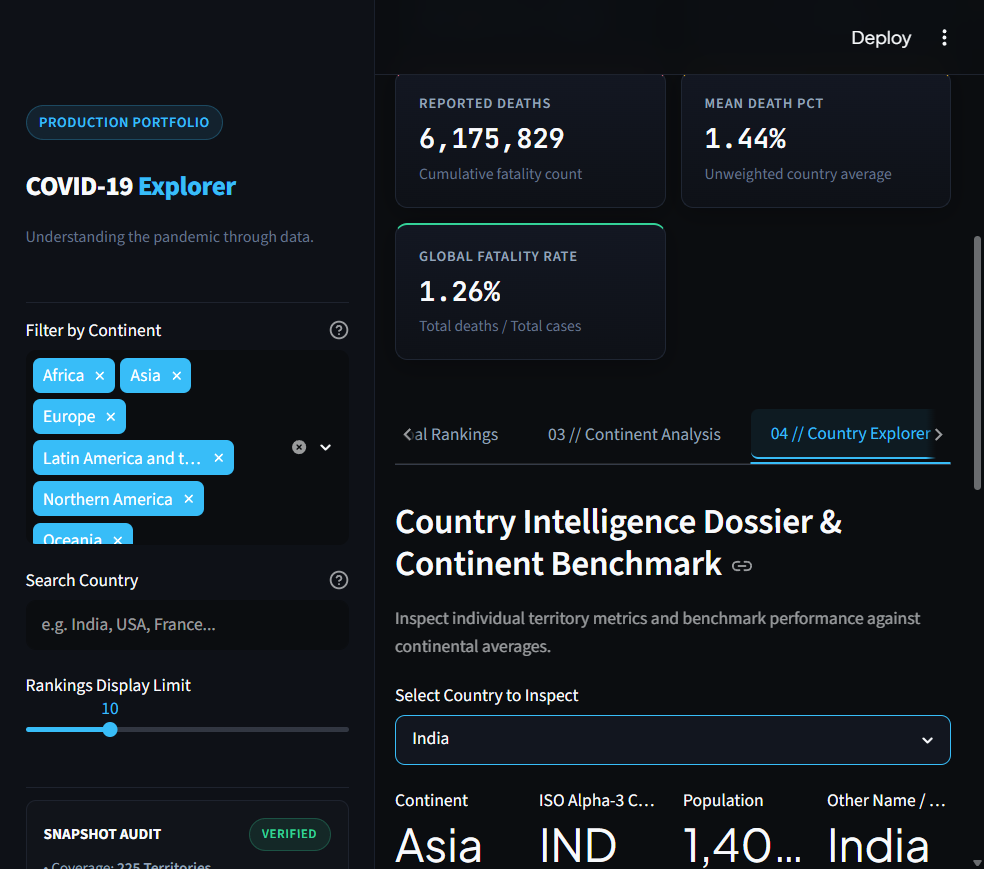 Deploy
PRODUCTION PORTFOLIO
COVID-19 Explorer
Understanding the pandemic through data.
Filter by Continent
Africa
Asia
Europe
Latin America and t...
Northern America
Oceania
Search Country
e.g. India, USA, France...
Rankings Display Limit
10
SNAPSHOT AUDIT
VERIFIED
• Coverage: 225 Territories
REPORTED DEATHS
6,175,829
Cumulative fatality count
MEAN DEATH PCT
1.44%
Unweighted country average
GLOBAL FATALITY RATE
1.26%
Total deaths / Total cases
al Rankings
03 // Continent Analysis
04 // Country Explorer
Country Intelligence Dossier &
Continent Benchmark
Inspect individual territory metrics and benchmark performance against
continental averages.
Select Country to Inspect
India
Continent
ISO Alpha-3 C...
Population
Other Name / ...
Asia
IND
1,40...
India